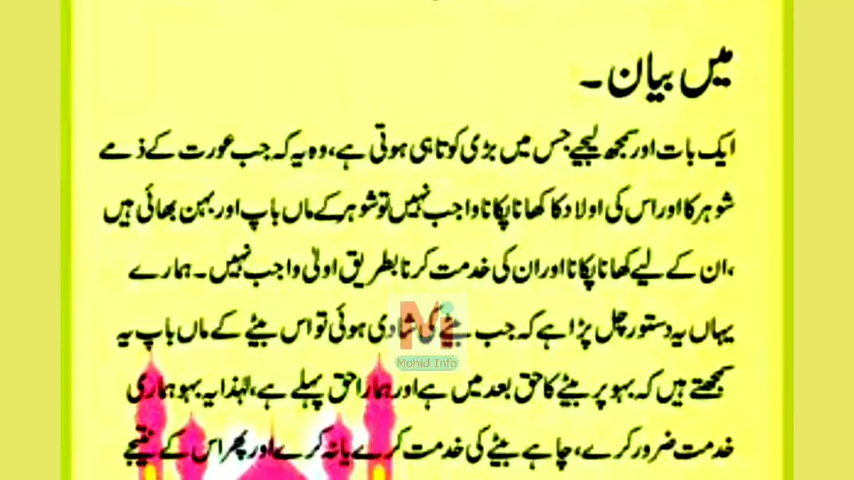 میں بیان ۔
ایک بات اور سمجھ لیجیے جس میں بڑی کوتاہی ہوتی ہے، وہ یہ کہ جب عورت کے ذمے
شوہر کا اور اس کی اولاد کا کھانا پکانا واجب نہیں تو شوہر کے ماں باپ اور بہن بھائی ہیں
،ان کے لیے کھانا پکانا اور ان کی خدمت کرنا بطریق اولیٰ واجب نہیں۔ ہمارے
یہاں یہ دستور چل پڑا ہے کہ جب بیٹے کی شادی ہوئی تو اس بیٹے کے ماں باپ یہ
سمجھتے ہیں کہ بہو پر بیٹے کا حق بعد میں ہے اور ہمارا حق پہلے ہے، لہٰذا یہ بہو ہماری
خدمت ضرور کرے، چاہے بیٹے کی خدمت کرے یا نہ کرے اور پھر اس کے نتیجے
Mi
Mohid Info